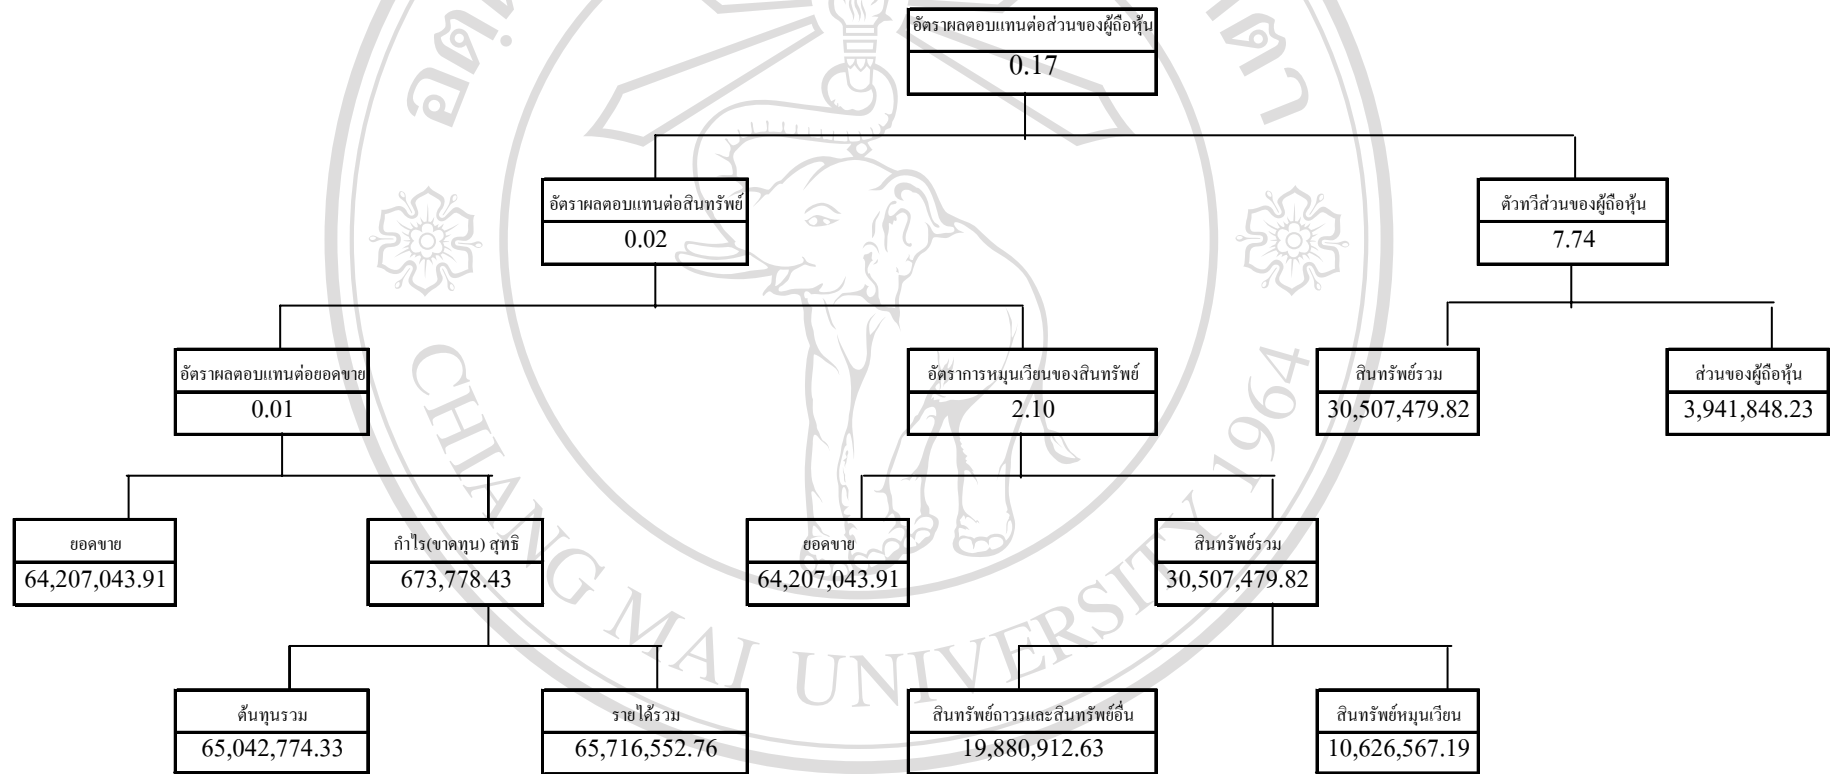 อัตราผลตอบแทนต่อส่วนของผู้ถือหุ้น
0.17
อัตราผลตอบแทนต่อสินทรัพย์
0.02
ตัวทวีส่วนของผู้ถือหุ้น
7.74
อัตราผลตอบแทนต่อยอดขาย
0.01
อัตราการหมุนเวียนของสินทรัพย์
2.10
สินทรัพย์รวม
30,507,479.82
ส่วนของผู้ถือหุ้น
3,941,848.23
ยอดขาย
64,207,043.91
กำไร(ขาดทุน) สุทธิ
673,778.43
ยอดขาย
64,207,043.91
สินทรัพย์รวม
30,507,479.82
ต้นทุนรวม
65,042,774.33
รายได้รวม
65,716,552.76
สินทรัพย์ถาวรและสินทรัพย์อื่น
19,880,912.63
สินทรัพย์หมุนเวียน
10,626,567.19
CHIANG MAI UNIVERSITY 1964